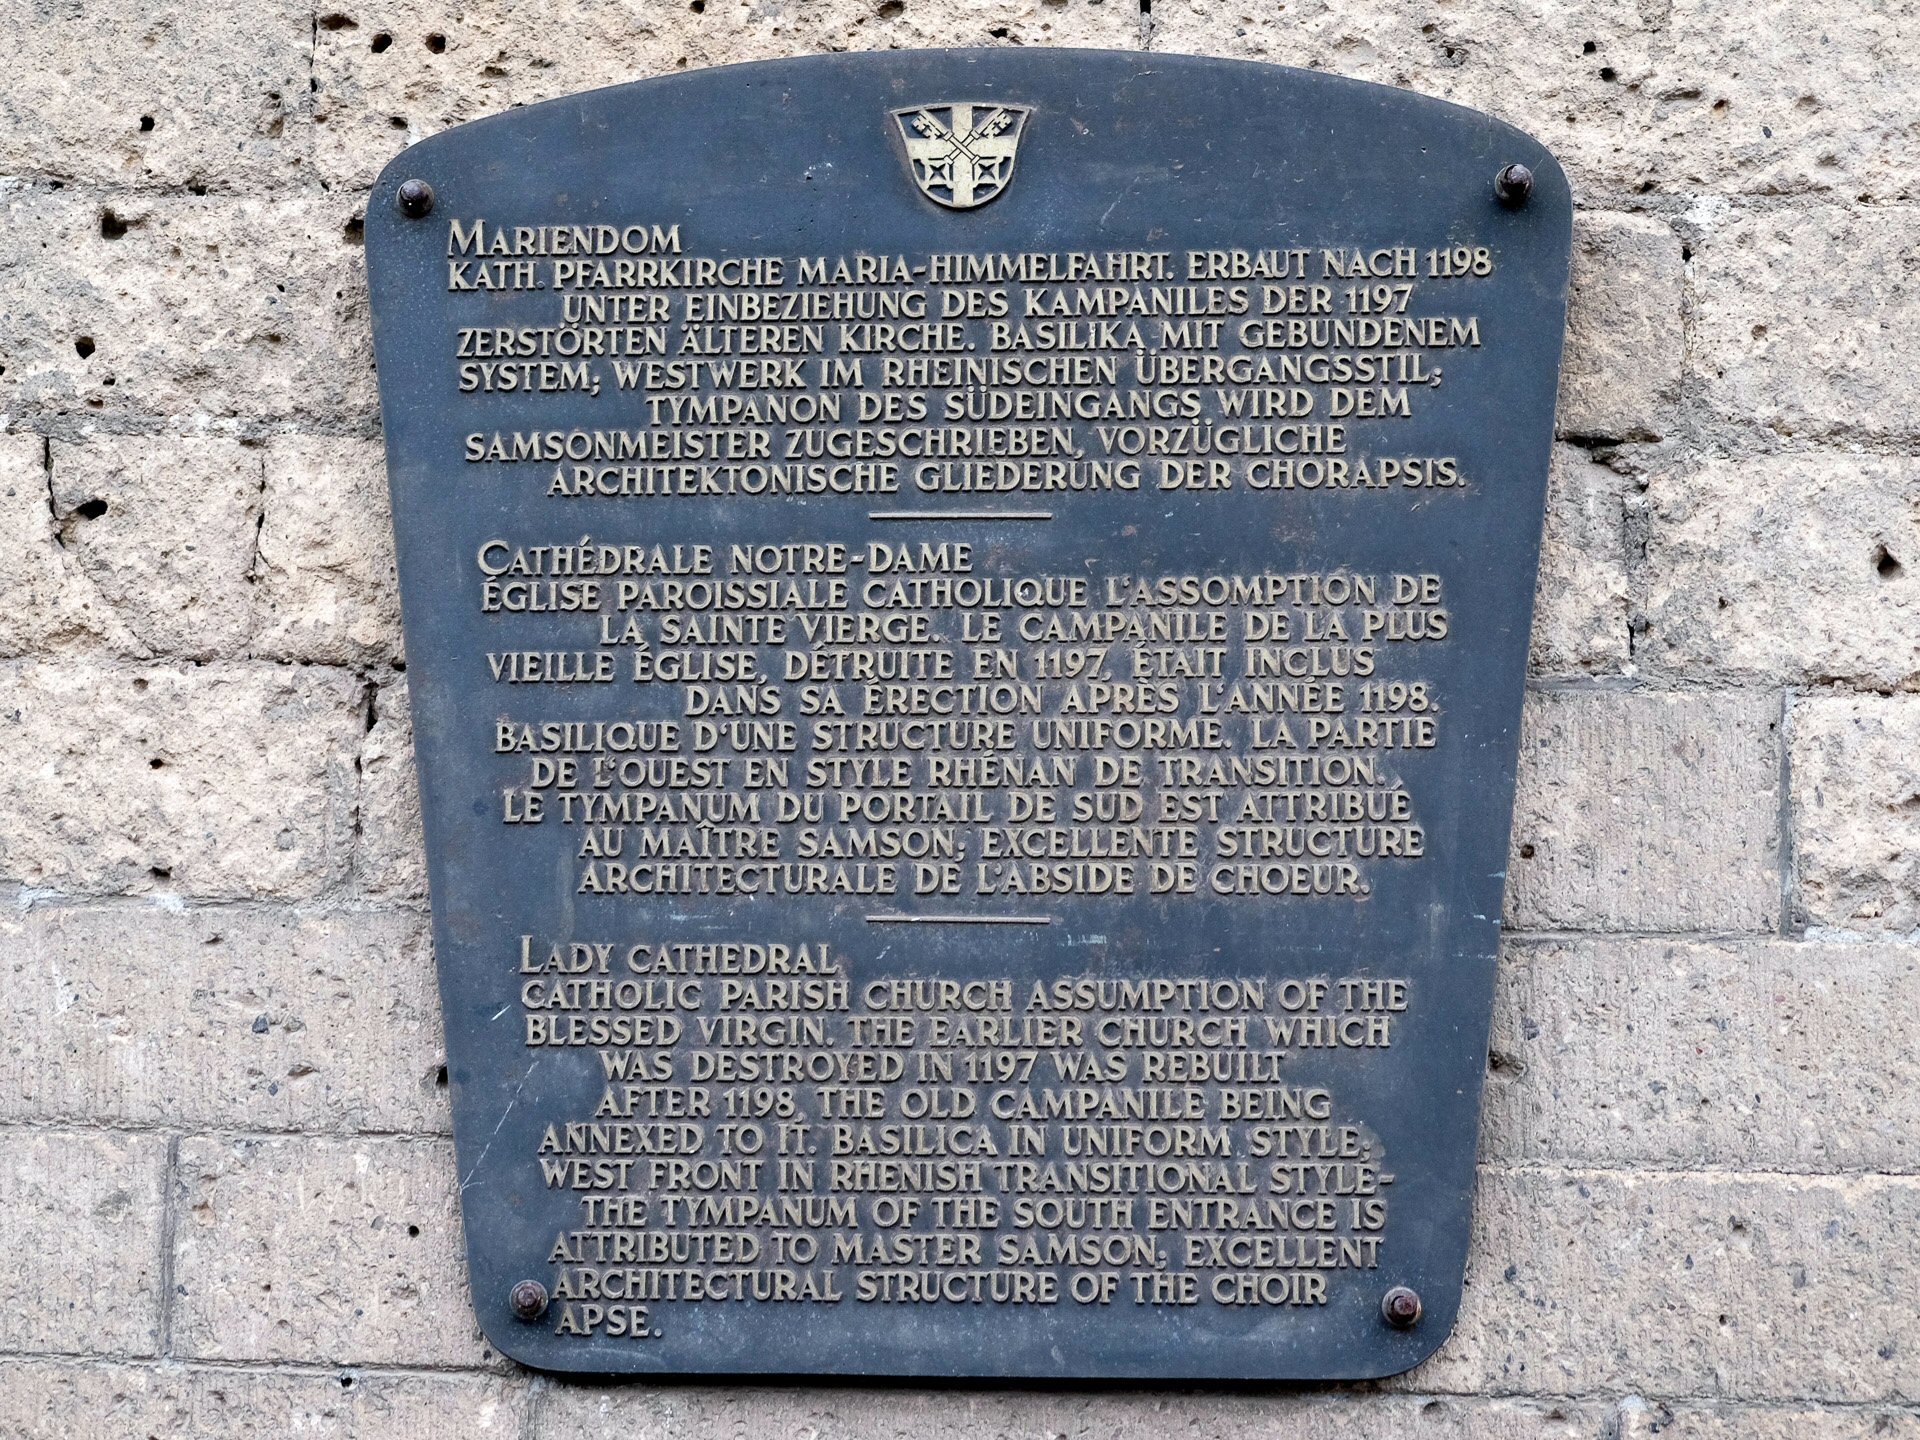 MARIENDOM
KATH. PFARRKIRCHE MARIA-HIMMELFAHRT. ERBAUT NACH 1198
UNTER EINBEZIEHUNG DES KAMPANILES DER 1197
ZERSTÖRTEN ÄLTEREN KIRCHE. BASILIKA MIT GEBUNDENEM
SYSTEM; WESTWERK IM RHEINISCHEN ÜBERGANGSSTIL;
TYMPANON DES SÜDEINGANGS WIRD DEM
SAMSONMEISTER ZUGESCHRIEBEN, VORZÜGLICHE
ARCHITEKTONISCHE GLIEDERUNG DER CHORAPSIS.
CATHÉDRALE NOTRE-DAME
ÉGLISE PAROISSIALE CATHOLIQUE L'ASSOMPTION DE
LA SAINTE VIERGE. LE CAMPANILE DE LA PLUS
VIEILLE ÉGLISE, DÉTRUITE EN 1197, ÉTAIT INCLUS
DANS SA ÉRECTION APRÈS L'ANNÉE 1198.
BASILIQUE D'UNE STRUCTURE UNIFORME. LA PARTIE
DE L'OUEST EN STYLE RHÉNAN DE TRANSITION.
LE TYMPANUM DU PORTAIL DE SUD EST ATTRIBUÉ
AU MAÎTRE SAMSON; EXCELLENTE STRUCTURE
ARCHITECTURALE DE L'ABSIDE DE CHOEUR.
LADY CATHEDRAL
CATHOLIC PARISH CHURCH ASSUMPTION OF THE
BLESSED VIRGIN. THE EARLIER CHURCH WHICH
WAS DESTROYED IN 1197 WAS REBUILT
AFTER 1198, THE OLD CAMPANILE BEING
ANNEXED TO IT. BASILICA IN UNIFORM STYLE;
WEST FRONT IN RHENISH TRANSITIONAL STYLE-
THE TYMPANUM OF THE SOUTH ENTRANCE IS
ATTRIBUTED TO MASTER SAMSON; EXCELLENT
ARCHITECTURAL STRUCTURE OF THE CHOIR
APSE.